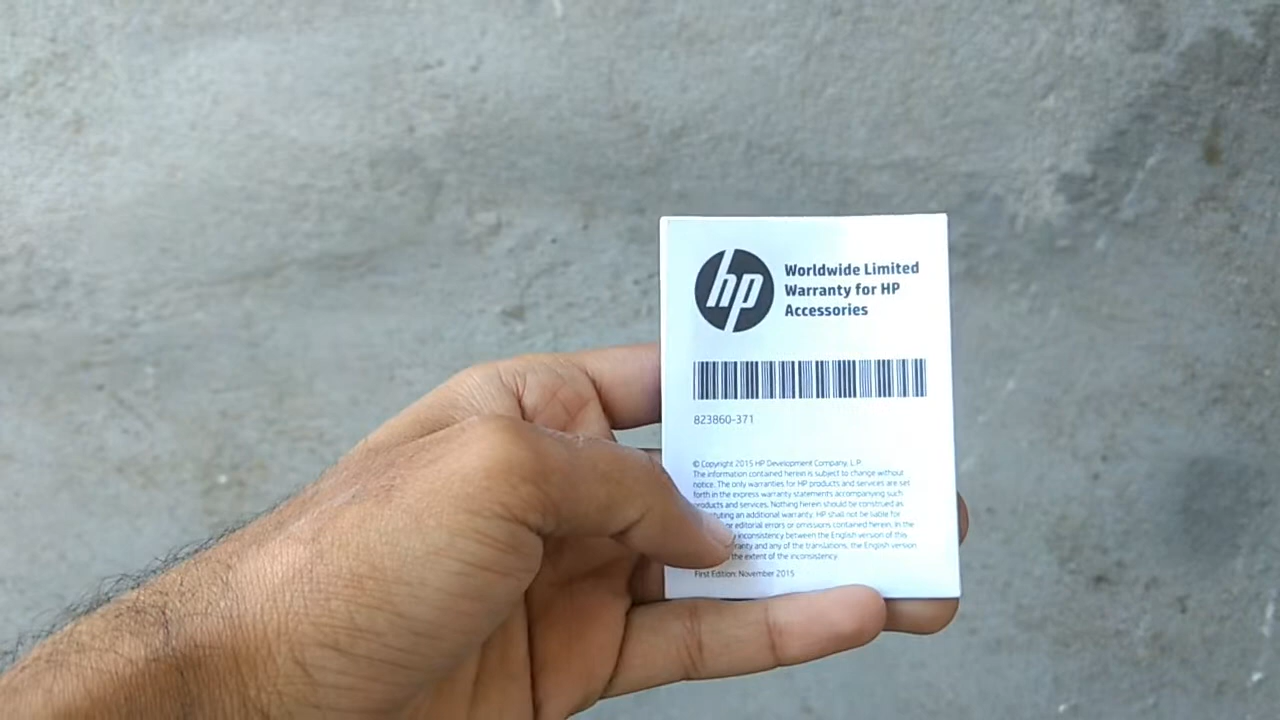 hp
Worldwide Limited
Warranty for HP
Accessories
823860-371
© Copyright 2015 HP Development Company, L.P.
The information contained herein is subject to change without
notice. The only warranties for HP products and services are set
forth in the express warranty statements accompanying such
products and services. Nothing herein should be construed as
an additional warranty. HP shall not be liable for
or editorial errors or omissions contained herein. In the
inconsistency between the English version of this
and any of the translations, the English version
the extent of the inconsistency.
First Edition: November 2015